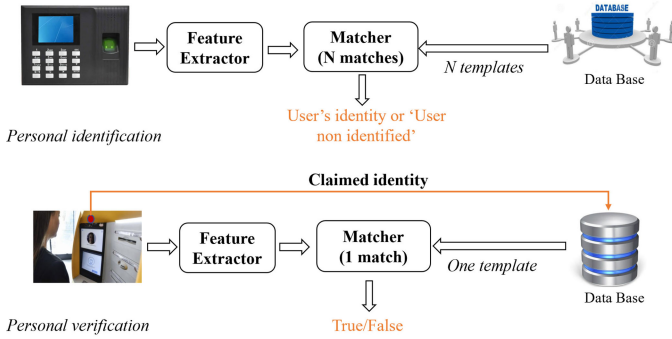 DATABASE
Feature
Extractor
Matcher
(N matches)
N templates
Data Base
User's identity or 'User
non identified'
Personal identification
Claimed identity
Feature
Extractor
Matcher
(1 match)
One template
Data Base
True/False
Personal verification